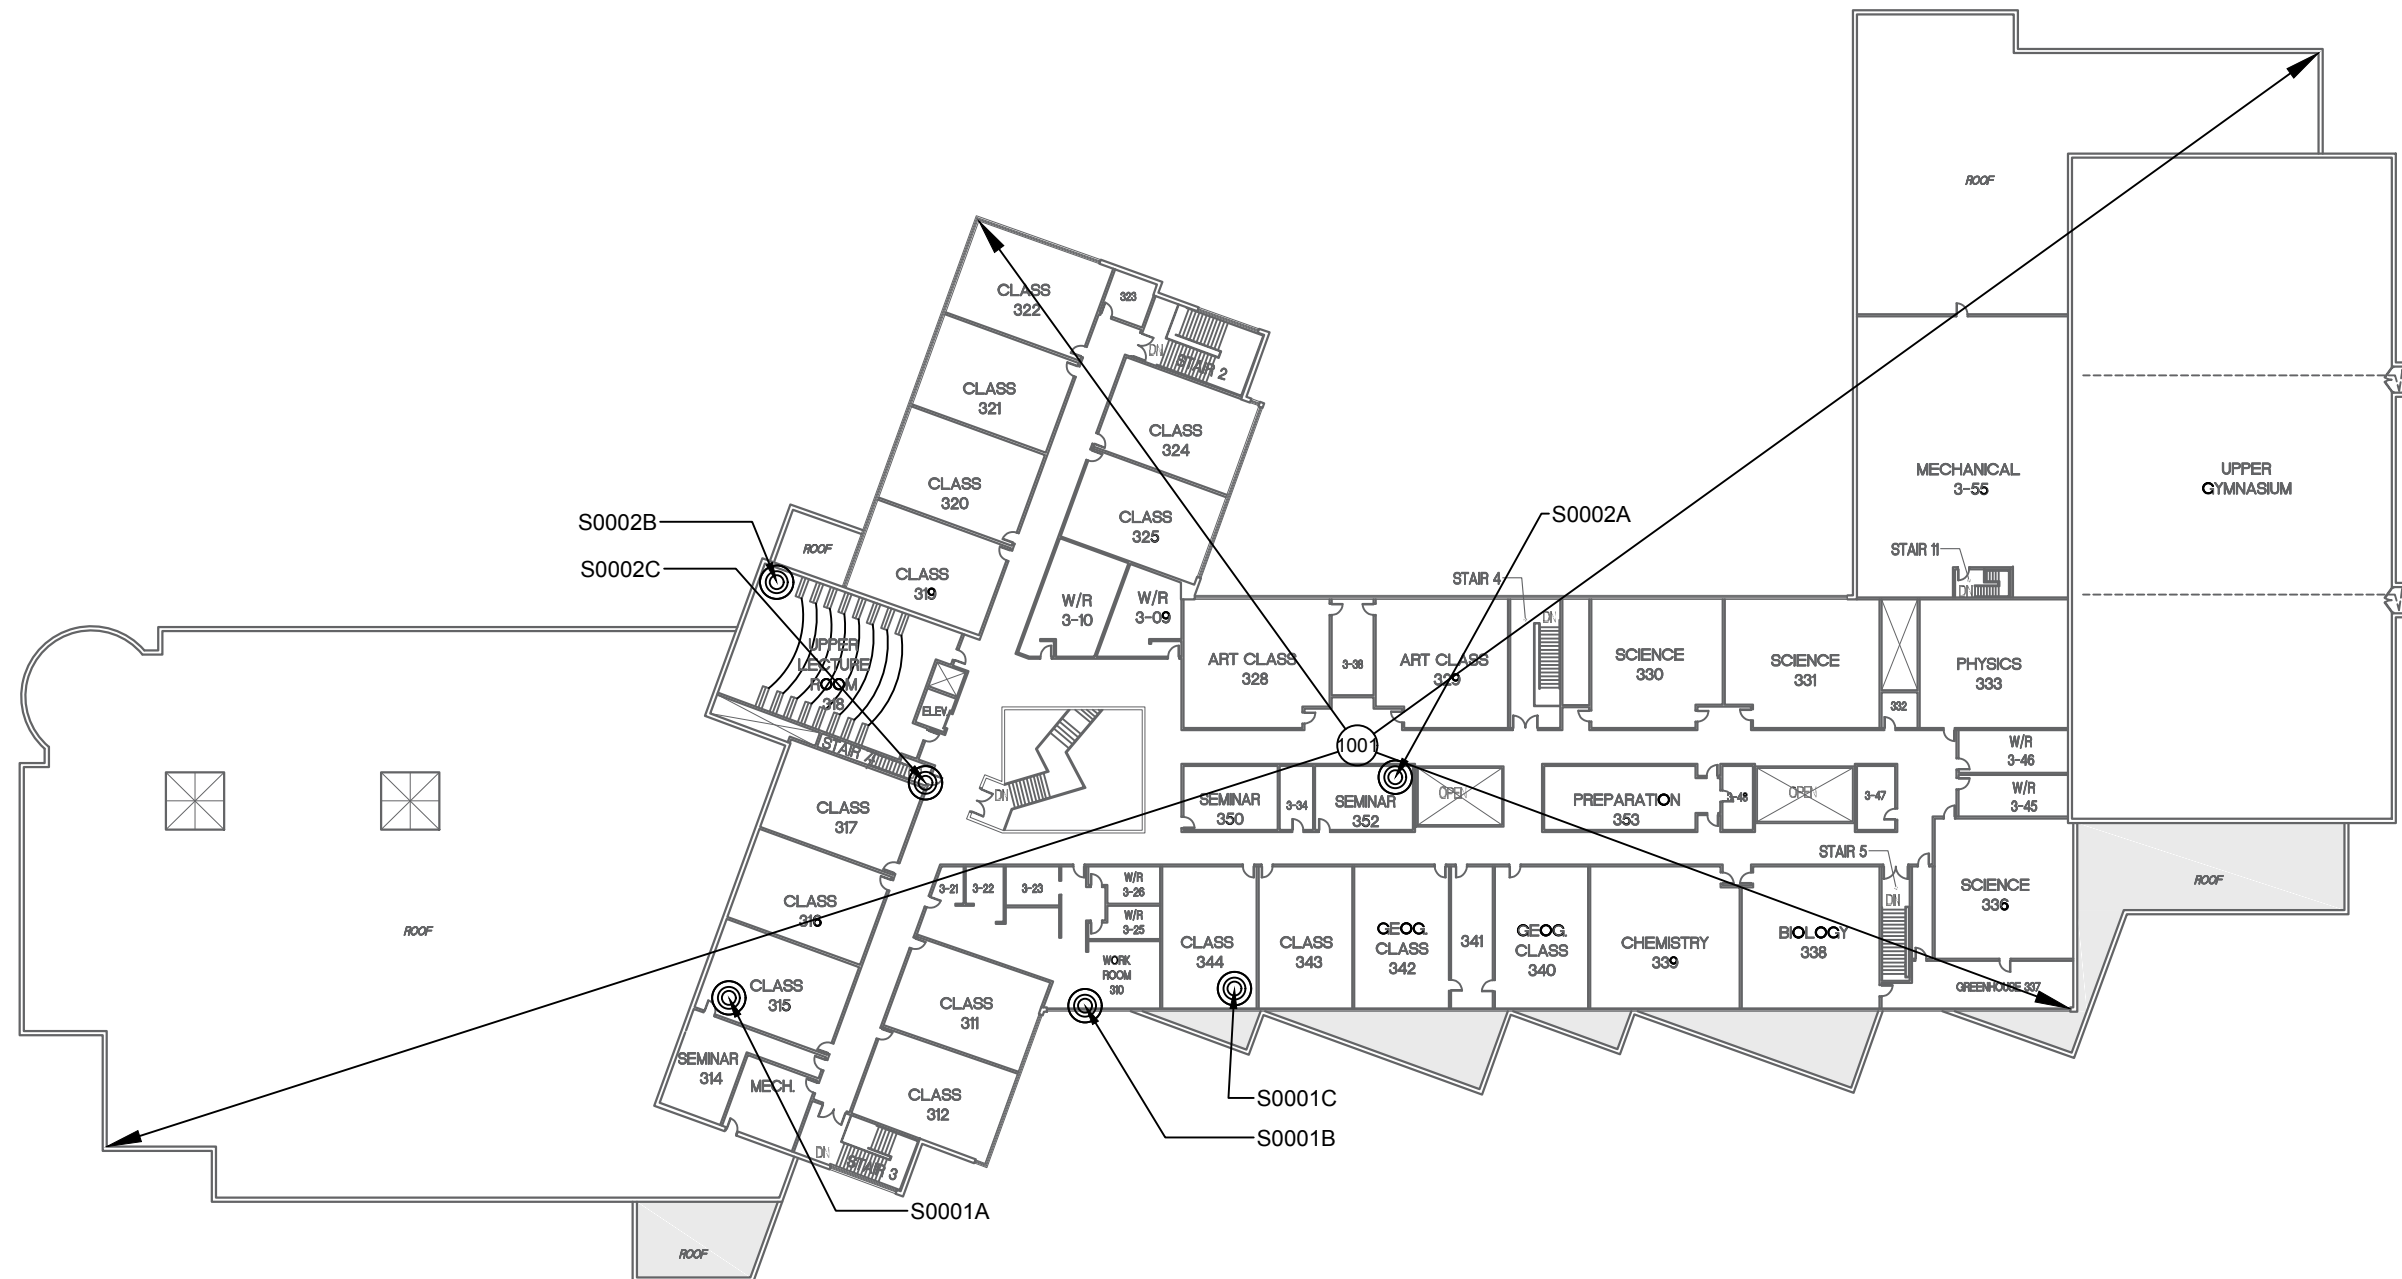 ROOF
CLASS
322
323
DN
STAIR 2
CLASS
321
CLASS
324
CLASS
320
CLASS
325
MECHANICAL
3-55
UPPER
GYMNASIUM
S0002B
S0002A
ROOF
STAIR 11
DN
S0002C
CLASS
319
W/R
3-10
W/R
3-09
STAIR 4
DN
UPPER
LECTURE
ROOM
318
ELEV.
ART CLASS
328
3-38
ART CLASS
329
SCIENCE
330
SCIENCE
331
332
PHYSICS
333
STAIR 7
1001
W/R
3-46
W/R
3-45
DN
CLASS
317
SEMINAR
350
3-34
SEMINAR
352
OPEN
PREPARATION
353
3-48
OPEN
3-47
STAIR 5
DN
CLASS
316
3-21
3-22
3-23
W/R
3-26
W/R
3-25
SCIENCE
336
ROOF
ROOF
CLASS
344
CLASS
343
GEOG.
CLASS
342
341
GEOG.
CLASS
340
CHEMISTRY
339
BIOLOGY
338
WORK
ROOM
310
GREENHOUSE 337
CLASS
315
CLASS
311
SEMINAR
314
MECH.
CLASS
312
S0001C
S0001B
DN
STAIR 3
S0001A
ROOF